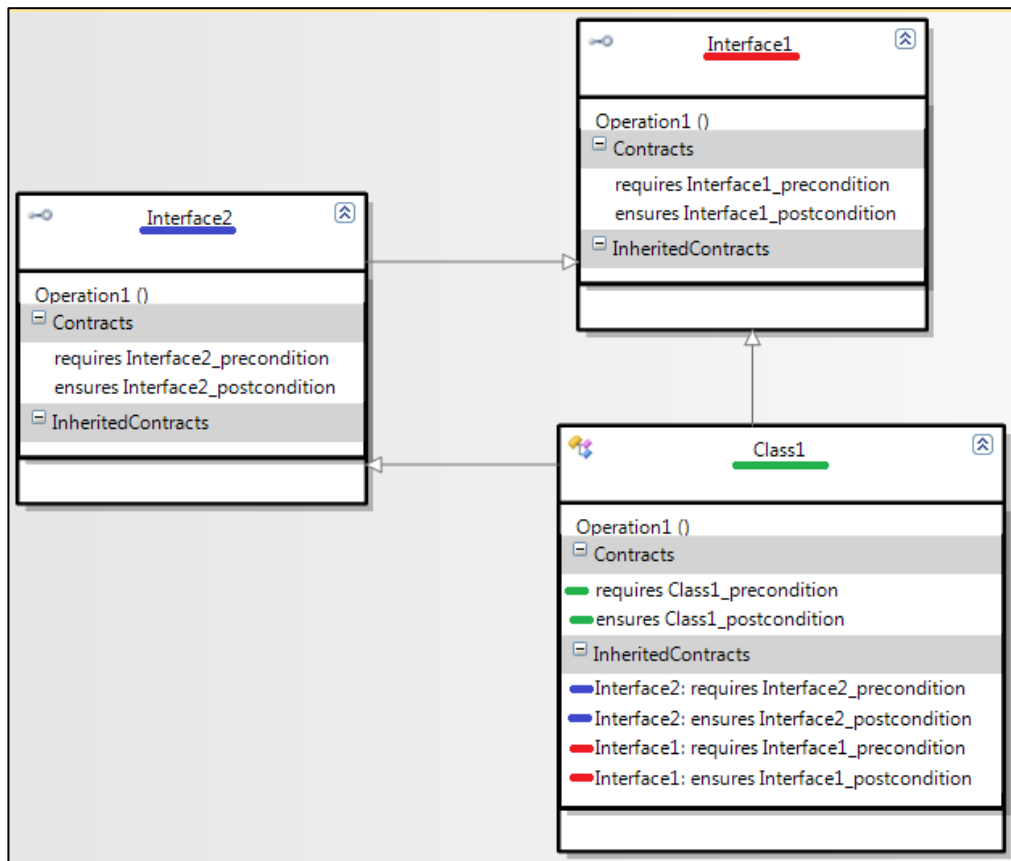 Interface1
Operation1 ()
Contracts
requires Interface1_precondition
ensures Interface1_postcondition
InheritedContracts
Interface2
Operation1 ()
Contracts
requires Interface2_precondition
ensures Interface2_postcondition
InheritedContracts
Class1
Operation1 ()
Contracts
requires Class1_precondition
ensures Class1_postcondition
InheritedContracts
Interface2: requires Interface2_precondition
Interface2: ensures Interface2_postcondition
Interface1: requires Interface1_precondition
Interface1: ensures Interface1_postcondition